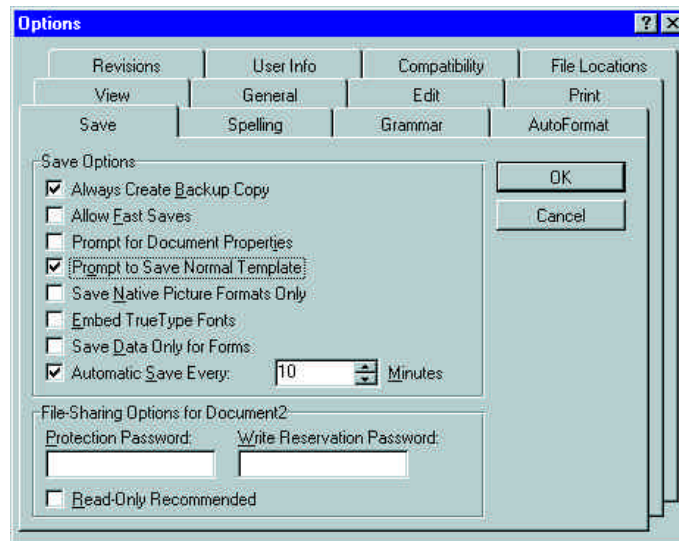 Options
Revisions User Info Compatibility File Locations
View General Edit Print
Save Spelling Grammar AutoFormat
Save Options
Always Create Backup Copy
OK
Allow Fast Saves
Cancel
Prompt for Document Properties
Prompt to Save Normal Template
Save Native Picture Formats Only
Embed TrueType Fonts
Save Data Only for Forms
Automatic Save Every: 10 Minutes
File-Sharing Options for Document2
Protection Password: Write Reservation Password:
Read-Only Recommended